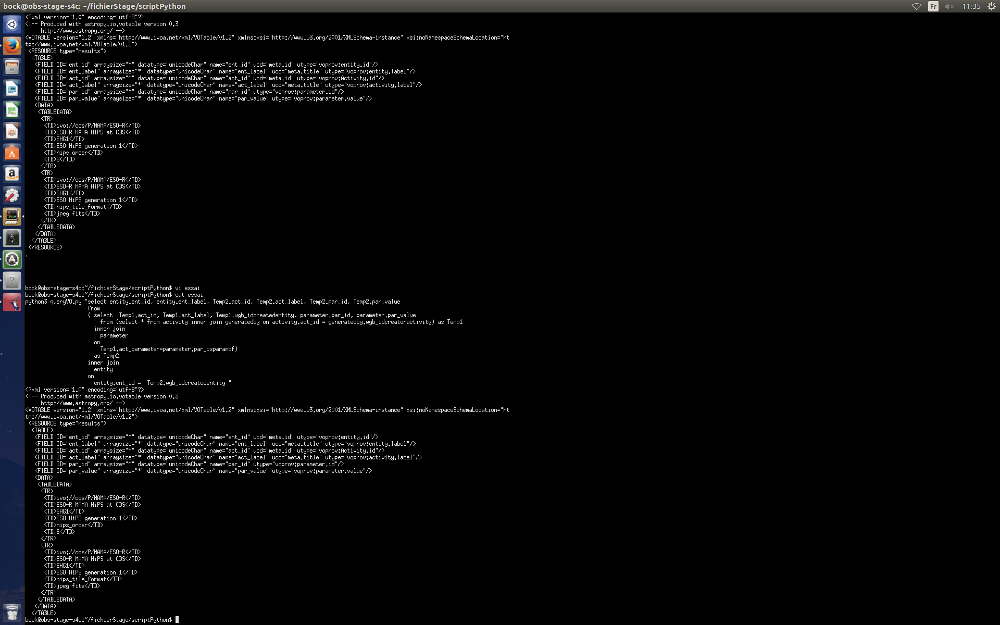 bock@obs-stage-s4c: ~/fichierStage/scriptPython
Fr
11:35
<?xml version="1.0" encoding="utf-8"?>
<!-- Produced with astropy.io.votable version 0.3
     http://www.astropy.org/ -->
<VOTABLE version="1.2" xmlns="http://www.ivoa.net/xml/VOTable/v1.2" xmlns:xsi="http://www.w3.org/2001/XMLSchema-instance" xsi:noNamespaceSchemaLocation="ht
tp://www.ivoa.net/xml/VOTable/v1.2">
 <RESOURCE type="results">
  <TABLE>
   <FIELD ID="ent_id" arraysize="*" datatype="unicodeChar" name="ent_id" ucd="meta.id" utype="voprov:entity.id"/>
   <FIELD ID="ent_label" arraysize="*" datatype="unicodeChar" name="ent_label" ucd="meta.title" utype="voprov:entity.label"/>
   <FIELD ID="act_id" arraysize="*" datatype="unicodeChar" name="act_id" ucd="meta.id" utype="voprov:Activity.id"/>
   <FIELD ID="act_label" arraysize="*" datatype="unicodeChar" name="act_label" ucd="meta.title" utype="voprov:activity.label"/>
   <FIELD ID="par_id" arraysize="*" datatype="unicodeChar" name="par_id" utype="voprov:parameter.id"/>
   <FIELD ID="par_value" arraysize="*" datatype="unicodeChar" name="par_value" utype="voprov:parameter.value"/>
   <DATA>
    <TABLEDATA>
     <TR>
      <TD>ivo://cds/P/MAMA/ESO-R</TD>
      <TD>ESO-R MAMA HiPS at CDS</TD>
      <TD>EHG1</TD>
      <TD>ESO HiPS generation 1</TD>
      <TD>hips_order</TD>
      <TD>6</TD>
     </TR>
     <TR>
      <TD>ivo://cds/P/MAMA/ESO-R</TD>
      <TD>ESO-R MAMA HiPS at CDS</TD>
      <TD>EHG1</TD>
      <TD>ESO HiPS generation 1</TD>
      <TD>hips_tile_format</TD>
      <TD>jpeg fits</TD>
     </TR>
    </TABLEDATA>
   </DATA>
  </TABLE>
 </RESOURCE>
.
bock@obs-stage-s4c:~/fichierStage/scriptPython$ vi essai
bock@obs-stage-s4c:~/fichierStage/scriptPython$ cat essai
python3 queryVO.py "select entity.ent_id, entity.ent_label, Temp2.act_id, Temp2.act_label, Temp2.par_id, Temp2.par_value
                    from
                    ( select  Temp1.act_id, Temp1.act_label, Temp1.wgb_idcreatedentity, parameter.par_id, parameter.par_value
                        from (select * from activity inner join generatedby on activity.act_id = generatedby.wgb_idcreatoractivity) as Temp1
                      inner join
                        parameter
                      on
                        Temp1.act_parameter=parameter.par_isparamof)
                      as Temp2
                    inner join
                      entity
                    on
                      entity.ent_id =  Temp2.wgb_idcreatedentity "
<?xml version="1.0" encoding="utf-8"?>
<!-- Produced with astropy.io.votable version 0.3
     http://www.astropy.org/ -->
<VOTABLE version="1.2" xmlns="http://www.ivoa.net/xml/VOTable/v1.2" xmlns:xsi="http://www.w3.org/2001/XMLSchema-instance" xsi:noNamespaceSchemaLocation="ht
tp://www.ivoa.net/xml/VOTable/v1.2">
 <RESOURCE type="results">
  <TABLE>
   <FIELD ID="ent_id" arraysize="*" datatype="unicodeChar" name="ent_id" ucd="meta.id" utype="voprov:entity.id"/>
   <FIELD ID="ent_label" arraysize="*" datatype="unicodeChar" name="ent_label" ucd="meta.title" utype="voprov:entity.label"/>
   <FIELD ID="act_id" arraysize="*" datatype="unicodeChar" name="act_id" ucd="meta.id" utype="voprov:Activity.id"/>
   <FIELD ID="act_label" arraysize="*" datatype="unicodeChar" name="act_label" ucd="meta.title" utype="voprov:activity.label"/>
   <FIELD ID="par_id" arraysize="*" datatype="unicodeChar" name="par_id" utype="voprov:parameter.id"/>
   <FIELD ID="par_value" arraysize="*" datatype="unicodeChar" name="par_value" utype="voprov:parameter.value"/>
   <DATA>
    <TABLEDATA>
     <TR>
      <TD>ivo://cds/P/MAMA/ESO-R</TD>
      <TD>ESO-R MAMA HiPS at CDS</TD>
      <TD>EHG1</TD>
      <TD>ESO HiPS generation 1</TD>
      <TD>hips_order</TD>
      <TD>6</TD>
     </TR>
     <TR>
      <TD>ivo://cds/P/MAMA/ESO-R</TD>
      <TD>ESO-R MAMA HiPS at CDS</TD>
      <TD>EHG1</TD>
      <TD>ESO HiPS generation 1</TD>
      <TD>hips_tile_format</TD>
      <TD>jpeg fits</TD>
     </TR>
    </TABLEDATA>
   </DATA>
  </TABLE>
bock@obs-stage-s4c:~/fichierStage/scriptPython$